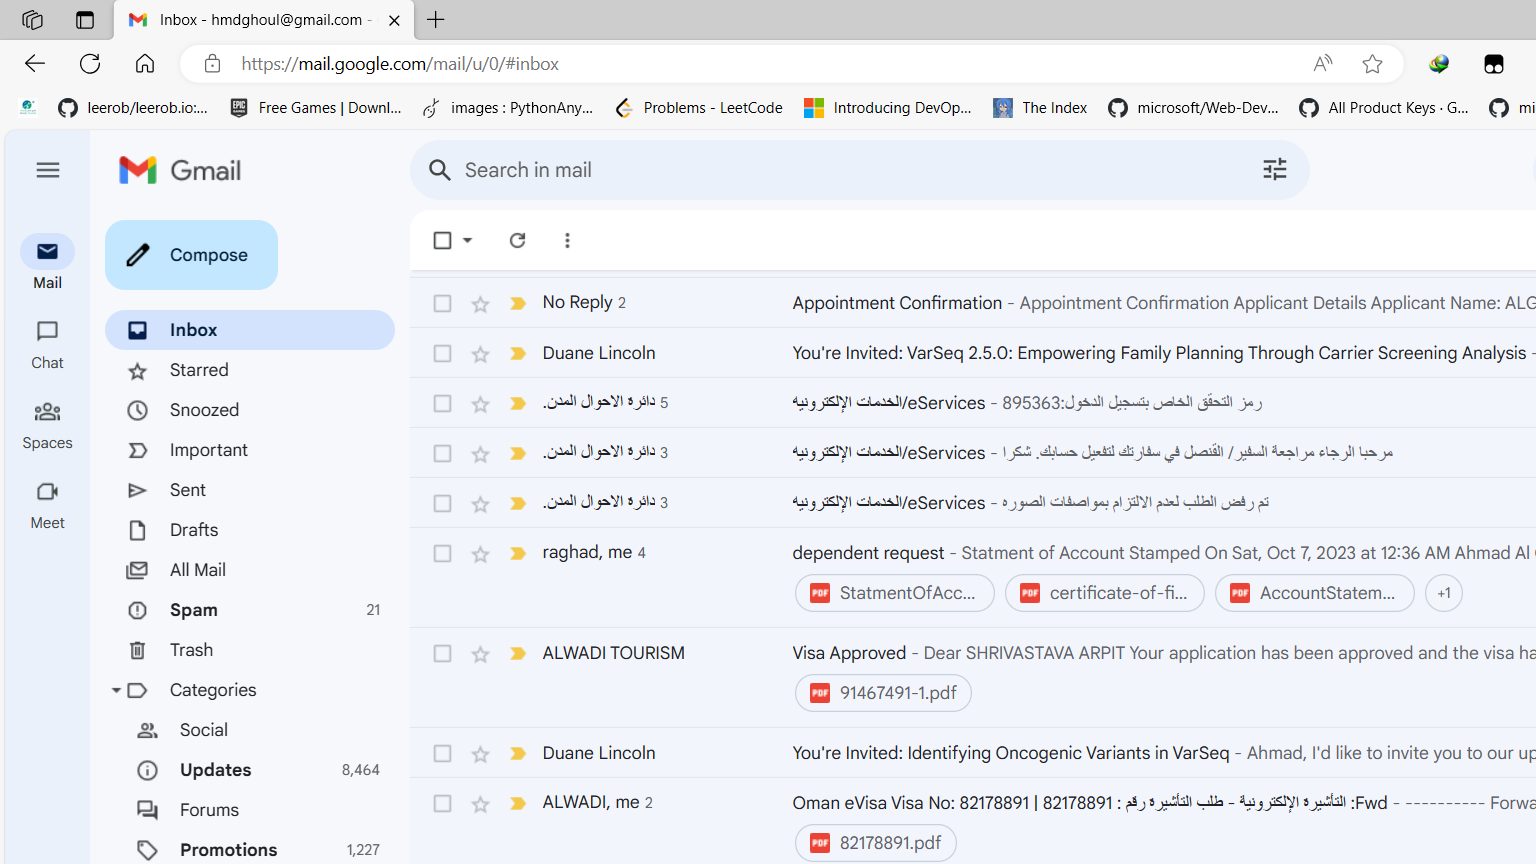 Inbox - hmdghoul@gmail.com -
https://mail.google.com/mail/u/0/#inbox
leerob/leerob.io:...
Free Games | Downl...
images : PythonAny...
Problems - LeetCode
Introducing DevOp...
The Index
microsoft/Web-Dev...
All Product Keys · G...
mi
Gmail
Search in mail
Compose
Mail
Chat
Spaces
Meet
Inbox
Starred
Snoozed
Important
Sent
Drafts
All Mail
Spam 21
Trash
Categories
Social
Updates 8,464
Forums
Promotions 1,227
No Reply 2 Appointment Confirmation - Appointment Confirmation Applicant Details Applicant Name: ALG
Duane Lincoln You're Invited: VarSeq 2.5.0: Empowering Family Planning Through Carrier Screening Analysis -
دائرة الاحوال المدن. 5 الخدمات الإلكترونيه/eServices - رمز التحقّق الخاص بتسجيل الدخول:895363
دائرة الاحوال المدن. 3 الخدمات الإلكترونيه/eServices - مرحبا الرجاء مراجعة السفير/ القنصل في سفارتك لتفعيل حسابك. شكرا
دائرة الاحوال المدن. 3 الخدمات الإلكترونيه/eServices - تم رفض الطلب لعدم الالتزام بمواصفات الصوره
raghad, me 4 dependent request - Statment of Account Stamped On Sat, Oct 7, 2023 at 12:36 AM Ahmad Al
PDF StatmentOfAcc... PDF certificate-of-fi... PDF AccountStatem... +1
ALWADI TOURISM Visa Approved - Dear SHRIVASTAVA ARPIT Your application has been approved and the visa ha
PDF 91467491-1.pdf
Duane Lincoln You're Invited: Identifying Oncogenic Variants in VarSeq - Ahmad, I'd like to invite you to our up
ALWADI, me 2 Oman eVisa Visa No: 82178891 | 82178891 : التأشيرة الإلكترونية - طلب التأشيرة رقم :Fwd - ---------- Forwa
PDF 82178891.pdf